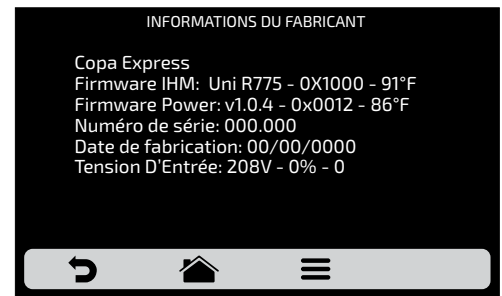 INFORMATIONS DU FABRICANT
Copa Express
Firmware IHM: Uni R775 - 0X1000 - 91°F
Firmware Power: v1.0.4 - 0x0012 - 86°F
Numéro de série: 000.000
Date de fabrication: 00/00/0000
Tension D'Entrée: 208V - 0% - 0